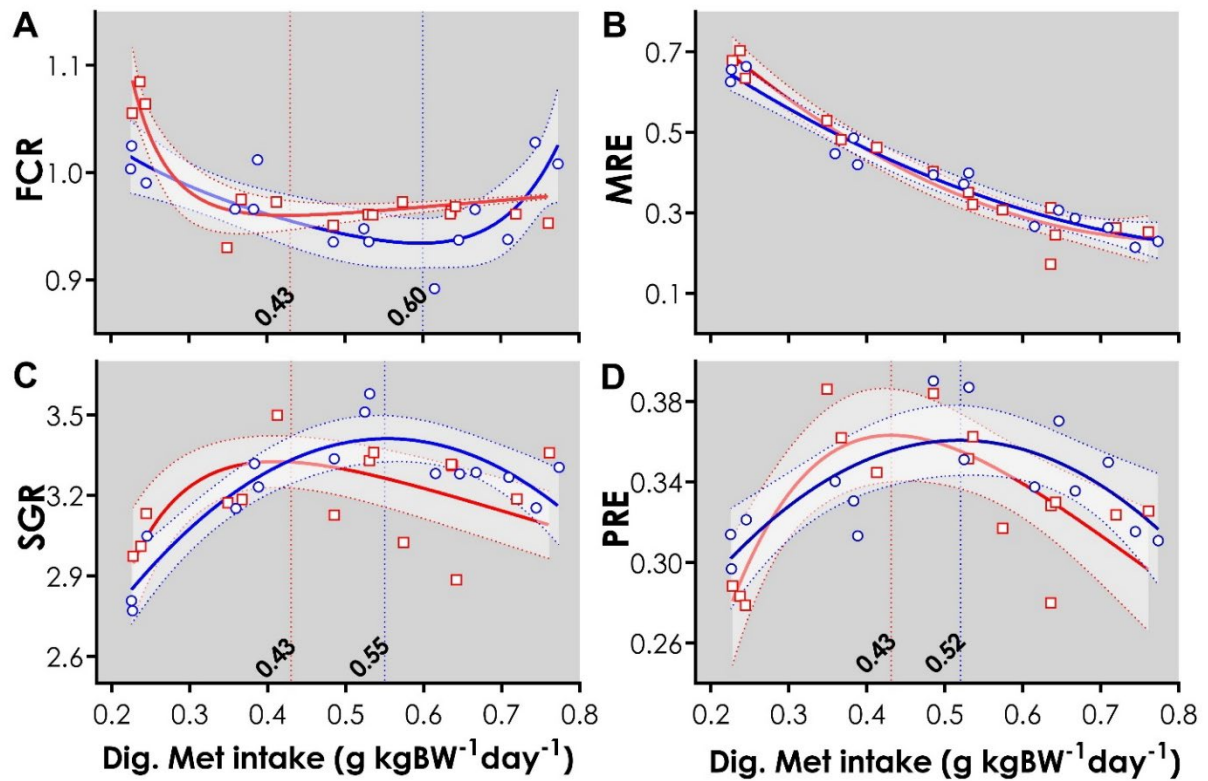 A
FCR
1.1
1.0
0.9
0.43
0.60
B
MRE
0.7
0.5
0.3
0.1
C
SGR
3.5
3.2
2.9
2.6
0.43
0.55
0.2 0.3 0.4 0.5 0.6 0.7 0.8
Dig. Met intake (g kgBW⁻¹day⁻¹)
D
PRE
0.38
0.34
0.30
0.26
0.43
0.52
0.2 0.3 0.4 0.5 0.6 0.7 0.8
Dig. Met intake (g kgBW⁻¹day⁻¹)